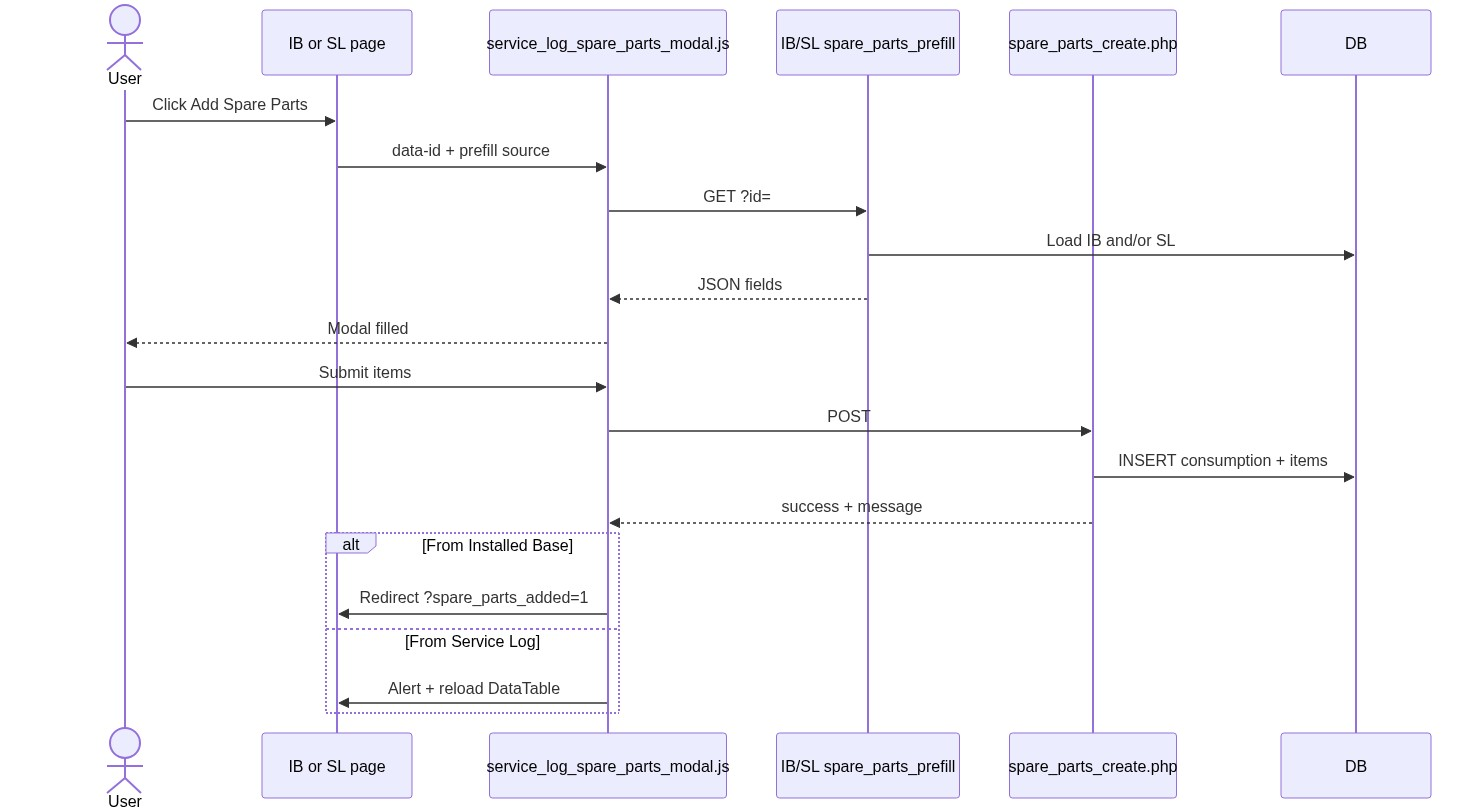 User
IB or SL page
service_log_spare_parts_modal.js
IB/SL spare_parts_prefill
spare_parts_create.php
DB
Click Add Spare Parts
data-id + prefill source
GET ?id=
Load IB and/or SL
JSON fields
Modal filled
Submit items
POST
INSERT consumption + items
success + message
alt
[From Installed Base]
Redirect ?spare_parts_added=1
[From Service Log]
Alert + reload DataTable
User
IB or SL page
service_log_spare_parts_modal.js
IB/SL spare_parts_prefill
spare_parts_create.php
DB